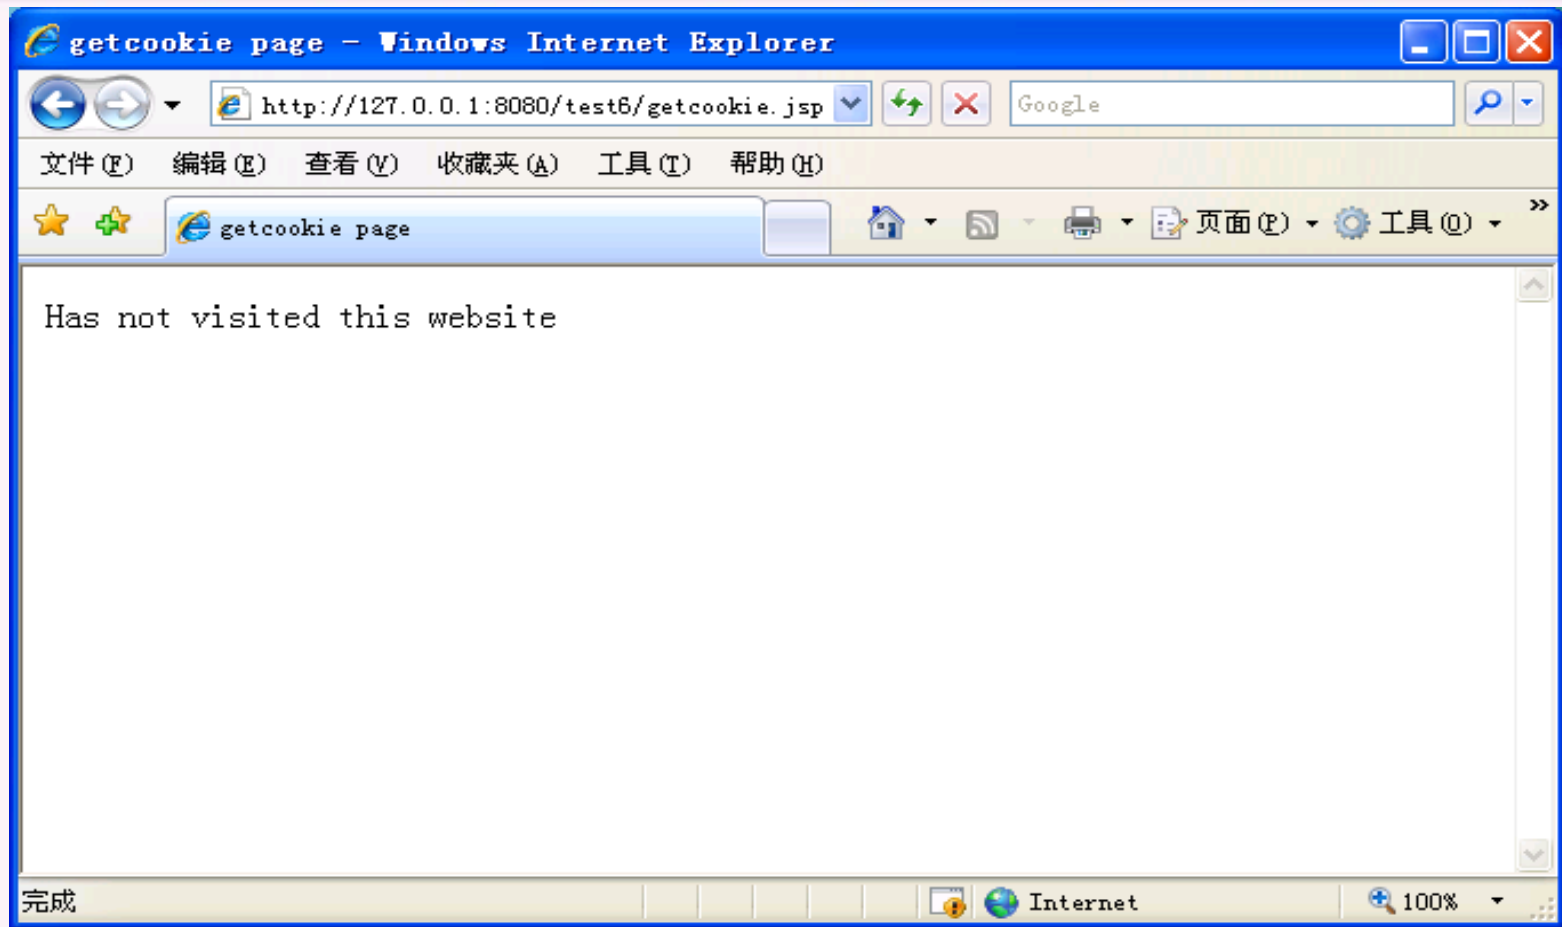 getcookie page - Windows Internet Explorer
http://127.0.0.1:8080/test6/getcookie.jsp Google
文件(F) 编辑(E) 查看(V) 收藏夹(A) 工具(T) 帮助(H)
getcookie page 页面(P) 工具(O) »
Has not visited this website
完成 Internet 100%